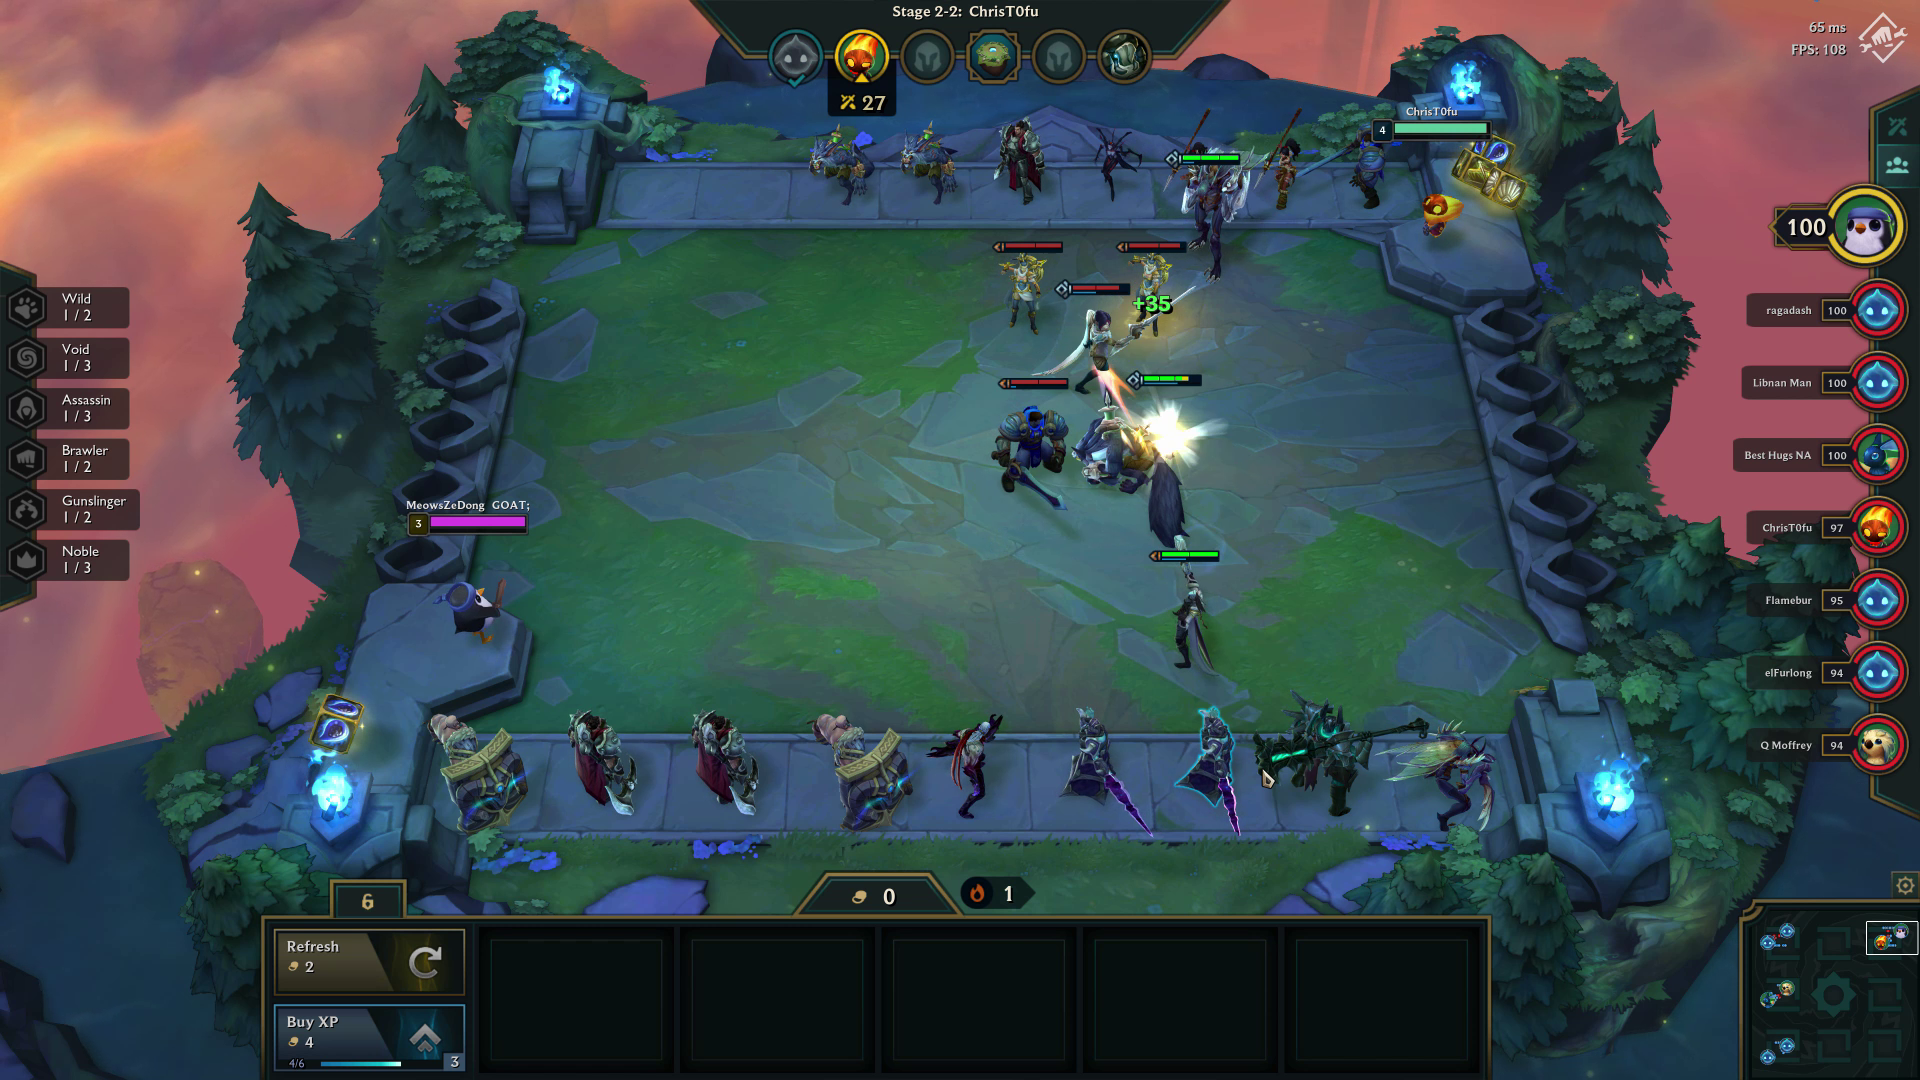 Stage 2-2: ChrisT0fu
65 ms
FPS: 108
27
ChrisT0fu
4
100
+35
Wild
1 / 2
Void
1 / 3
Assassin
1 / 3
Brawler
1 / 2
Gunslinger
1 / 2
Noble
1 / 3
MeowsZeDong GOAT;
3
ragadash 100
Libnan Man 100
Best Hugs NA 100
ChrisT0fu 97
Flamebur 95
elFurlong 94
Q Moffrey 94
6
0
1
Refresh
2
Buy XP
4
4/6
3